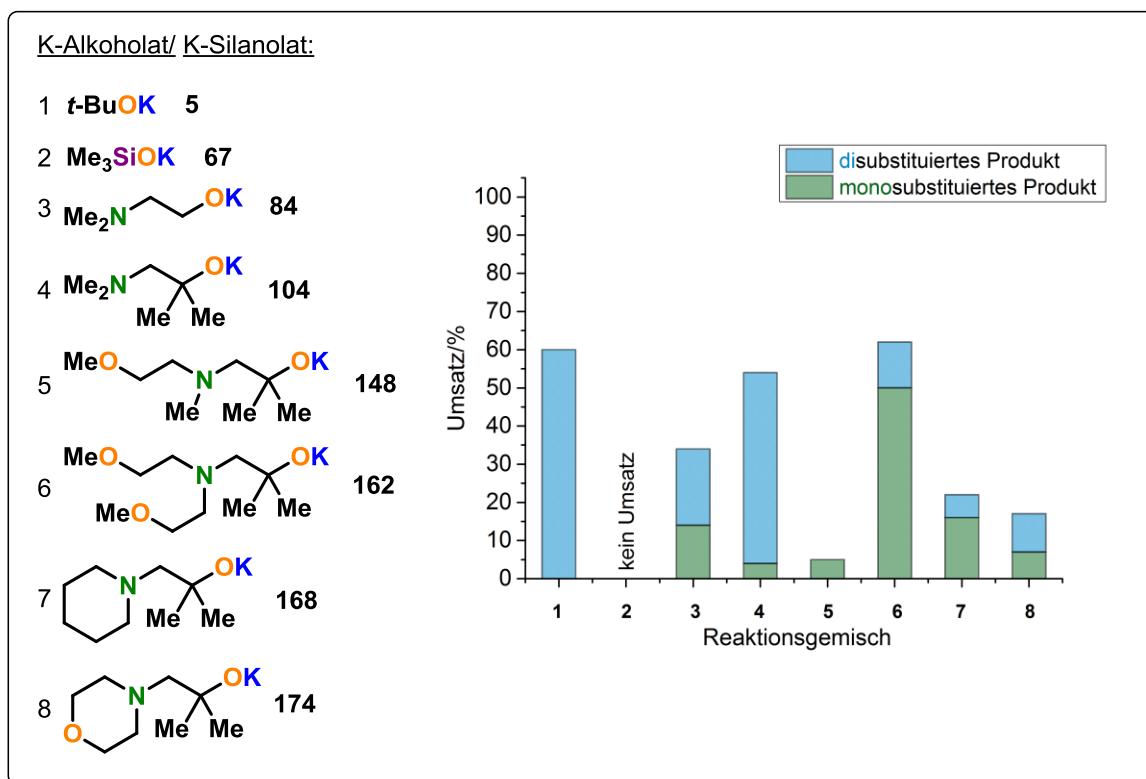 K-Alkoholat/ K-Silanolat:
1 t-BuOK 5
2 Me3SiOK 67
3 Me2N OK 84
4 Me2N OK 104
Me Me
5 MeO N OK 148
Me Me Me
6 MeO N OK 162
MeO Me Me
7 N OK 168
Me Me
8 N OK 174
O Me Me
disubstituiertes Produkt
monosubstituiertes Produkt
Umsatz/%
100
90
80
70
60
50
40
30
20
10
0
kein Umsatz
1 2 3 4 5 6 7 8
Reaktionsgemisch